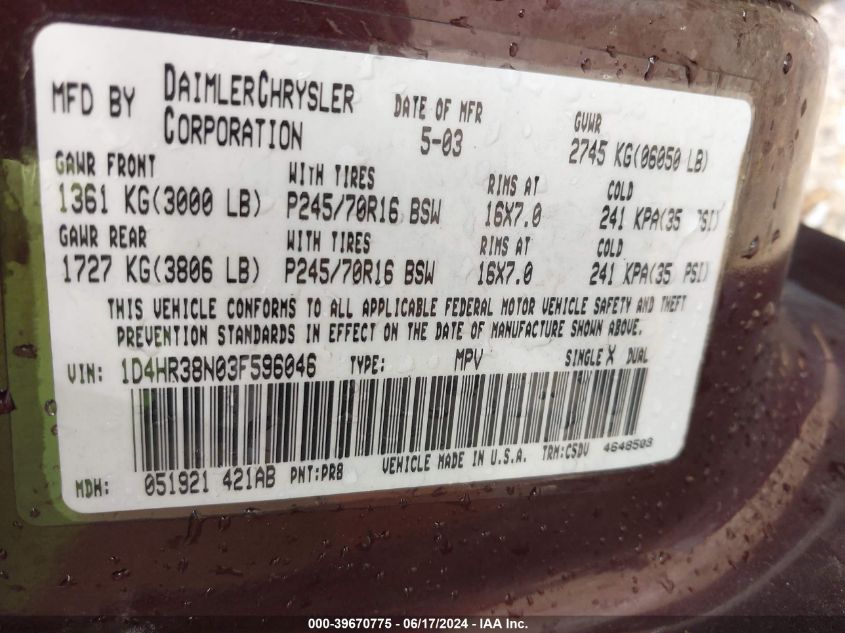 MFD BY DAIMLERCHRYSLER CORPORATION DATE OF MFR 5-03 GVWR 2745 KG(06050 LB)
GAWR FRONT WITH TIRES RIMS AT COLD
1361 KG(3000 LB) P245/70R16 BSW 16X7.0 241 KPA(35 PSI)
GAWR REAR WITH TIRES RIMS AT COLD
1727 KG(3806 LB) P245/70R16 BSW 16X7.0 241 KPA(35 PSI)
THIS VEHICLE CONFORMS TO ALL APPLICABLE FEDERAL MOTOR VEHICLE SAFETY AND THEFT
PREVENTION STANDARDS IN EFFECT ON THE DATE OF MANUFACTURE SHOWN ABOVE.
VIN: 1D4HR38N03F596046 TYPE: MPV SINGLE X DUAL
MDH: 051921 421AB PNT:PR8 VEHICLE MADE IN U.S.A. TRM:CSDV 4648503
000-39670775 - 06/17/2024 - IAA Inc.